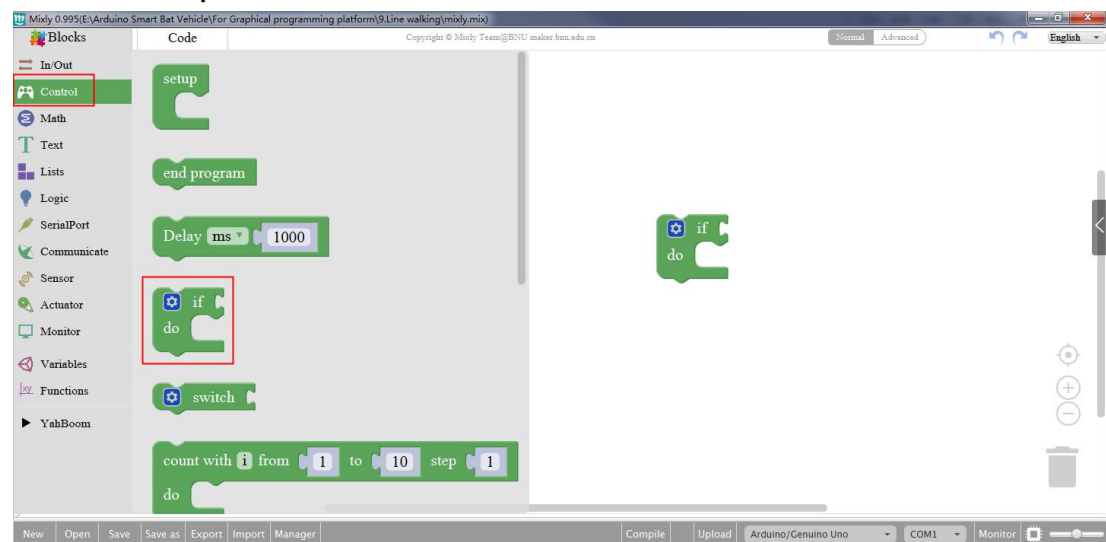 Mixly 0.995(E:\Arduino Smart Bat Vehicle\For Graphical programming platform\9.Line walking\mixly.mix)
Blocks
Code
Copyright © Mixly Team@BNU maker.bnu.edu.cn
Normal Advanced
English
In/Out
Control
Math
Text
Lists
Logic
SerialPort
Communicate
Sensor
Actuator
Monitor
Variables
xy Functions
YahBoom
setup
end program
Delay ms 1000
if
do
switch
count with i from 1 to 10 step 1
do
if
do
New Open Save Save as Export Import Manager
Compile Upload Arduino/Genuino Uno COM1 Monitor